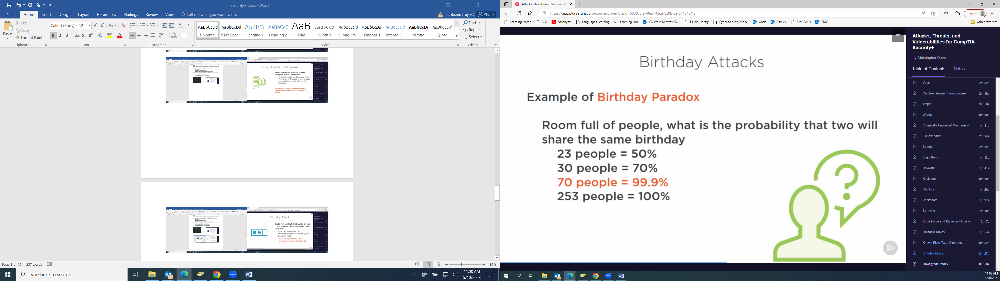 Security+.docx - Word
File Home Insert Design Layout References Mailings Review View Tell me what you want to do... Jacobsen, Trey /C Share
Paste
Cut
Copy
Format Painter
Clipboard
Calibri (Body) 12
Font
Paragraph
AaBbCcDd AaBbCcDd AaBbC AaBbCcD AaB AaBbCcD AaBbCcDd AaBbCcDd AaBbCcDd AaBbCcDc AaBbCcDd
¶ Normal ¶ No Spac... Heading 1 Heading 2 Title Subtitle Subtle Em... Emphasis Intense E... Strong Quote
Styles
Find
Replace
Select
Editing
Known Plain Text / Ciphertext
Access to both the plaintext and the
encrypted output (ciphertext)
The attack can be used to reveal further
information such as secret keys or code
books used to encrypt subsequent
messages
Advanced Encryption Standard (AES)
cipher is not vulnerable to this type of
attack
Birthday Attack
Brute-force attack that works on the
cryptographic phenomenon of hash
collisions
- Given enough time, two
independent sources could yield
the same hash
- Rate of occurrence varies
depending on hash algorithm
Page 8 of 10 257 words 80%
Type here to search
11:08 AM
5/10/2023
Attacks, Threats, and Vulnerabilit
https://app.pluralsight.com/course-player?clipId=5338c5f9-46e7-43ce-8a0b-59f541a464fe
Sign in
Learning Home CLO Acronyms Languages Learning Learning Hub CX West-Midwest T... IT Help Library Cyber Security Vide... Oasis Parsley EMURALD EMG Other favorites
Birthday Attacks
Example of Birthday Paradox
Room full of people, what is the probability that two will
share the same birthday
23 people = 50%
30 people = 70%
70 people = 99.9%
253 people = 100%
Attacks, Threats, and
Vulnerabilities for CompTIA
Security+
by Christopher Rees
Table of Contents Notes
Virus 2m 52s
Crypto-malware / Ransomware 2m 16s
Trojan 3m 50s
Worms 0m 50s
Potentially Unwanted Programs (P... 1m 41s
Fileless Virus 2m 14s
Botnets 2m 35s
Logic Bomb 1m 13s
Spyware 1m 41s
Keylogger 0m 58s
Rootkits 1m 20s
Backdoors 1m 27s
Spraying 1m 18s
Brute Force and Dictionary Attacks 2m 7s
Rainbow Tables 1m 54s
Known Plain Text / Ciphertext 0m 52s
Birthday Attack 2m 27s
Downgrade Attack 0m 56s
11:08 AM
5/10/2023